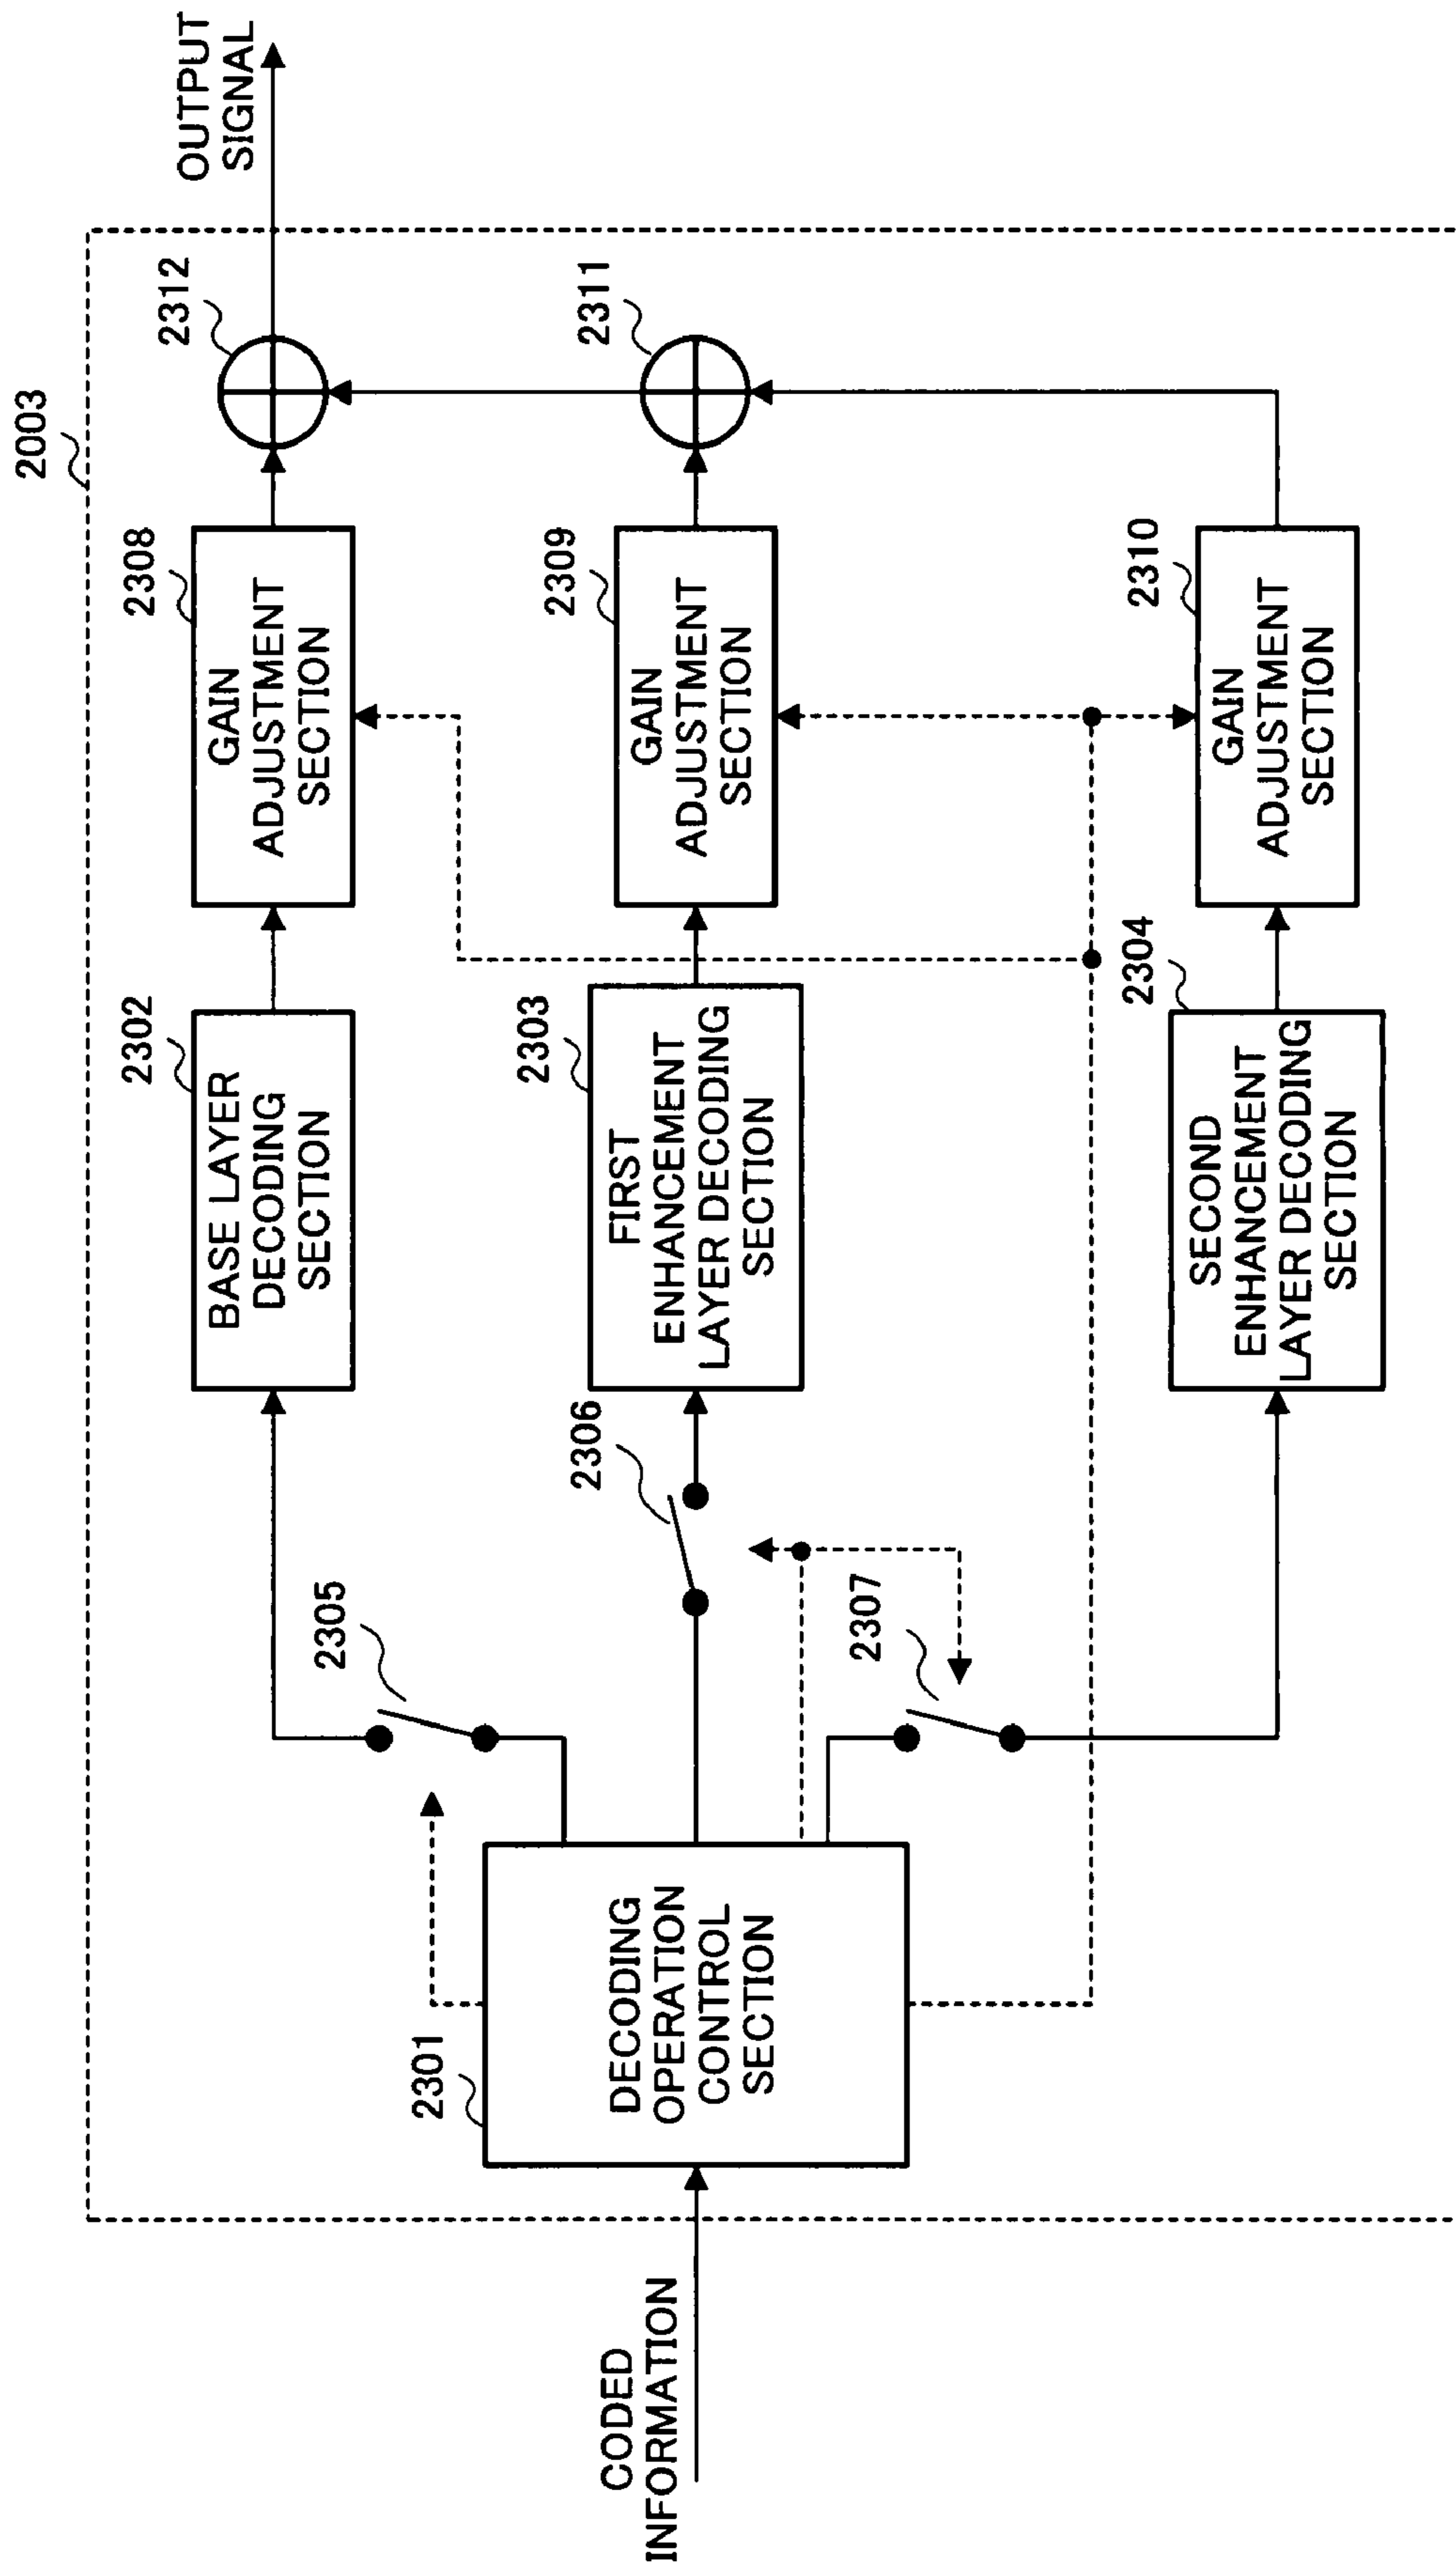 2003
CODED
INFORMATION
2301
DECODING
OPERATION
CONTROL
SECTION
2305
2306
2307
2302
BASE LAYER
DECODING
SECTION
2303
FIRST
ENHANCEMENT
LAYER DECODING
SECTION
2304
SECOND
ENHANCEMENT
LAYER DECODING
SECTION
2308
GAIN
ADJUSTMENT
SECTION
2309
GAIN
ADJUSTMENT
SECTION
2310
GAIN
ADJUSTMENT
SECTION
2312
2311
OUTPUT
SIGNAL